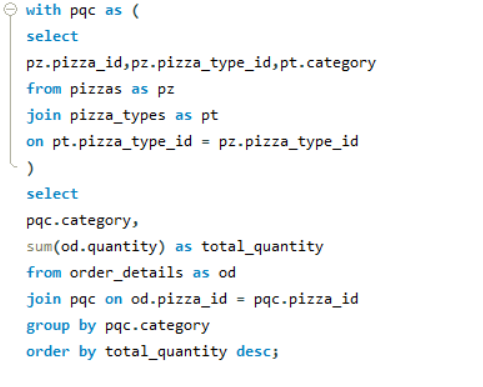 with pqc as (
select
pz.pizza_id,pz.pizza_type_id,pt.category
from pizzas as pz
join pizza_types as pt
on pt.pizza_type_id = pz.pizza_type_id
)
select
pqc.category,
sum(od.quantity) as total_quantity
from order_details as od
join pqc on od.pizza_id = pqc.pizza_id
group by pqc.category
order by total_quantity desc;